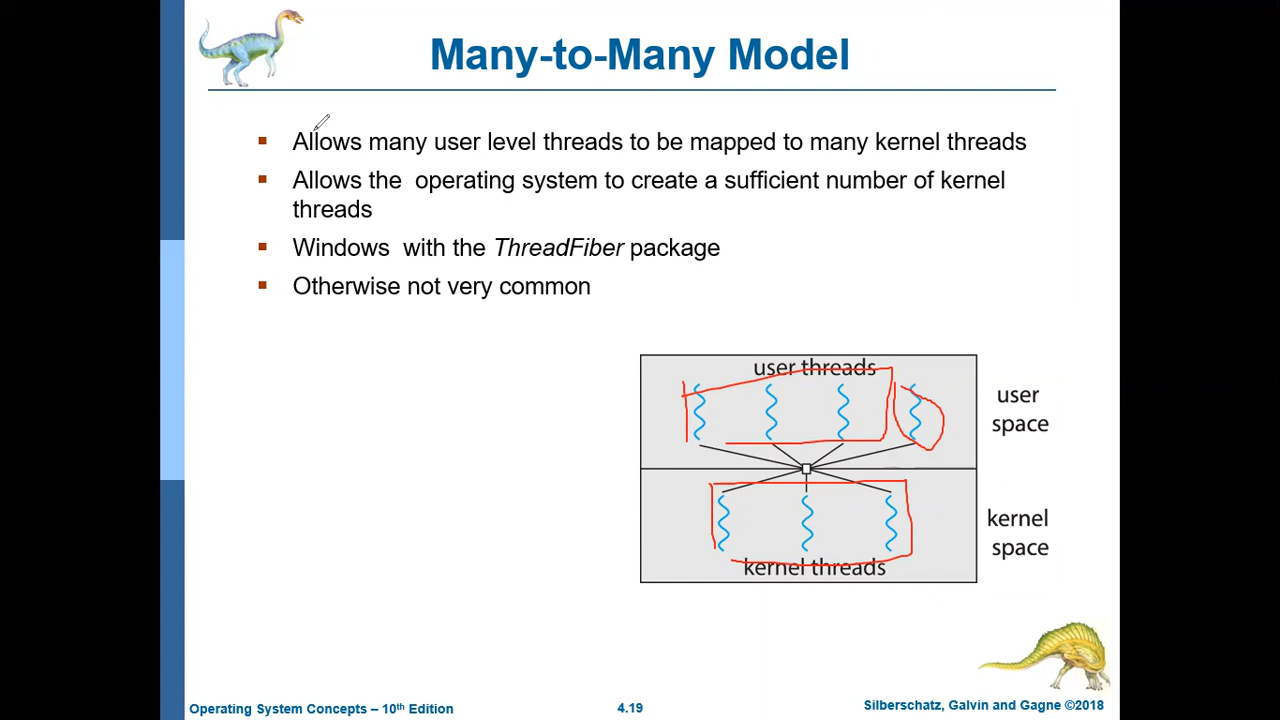 Many-to-Many Model
▪ Allows many user level threads to be mapped to many kernel threads
▪ Allows the operating system to create a sufficient number of kernel
threads
▪ Windows with the ThreadFiber package
▪ Otherwise not very common
user threads
user
space
kernel
space
kernel threads
Operating System Concepts – 10th Edition
4.19
Silberschatz, Galvin and Gagne ©2018